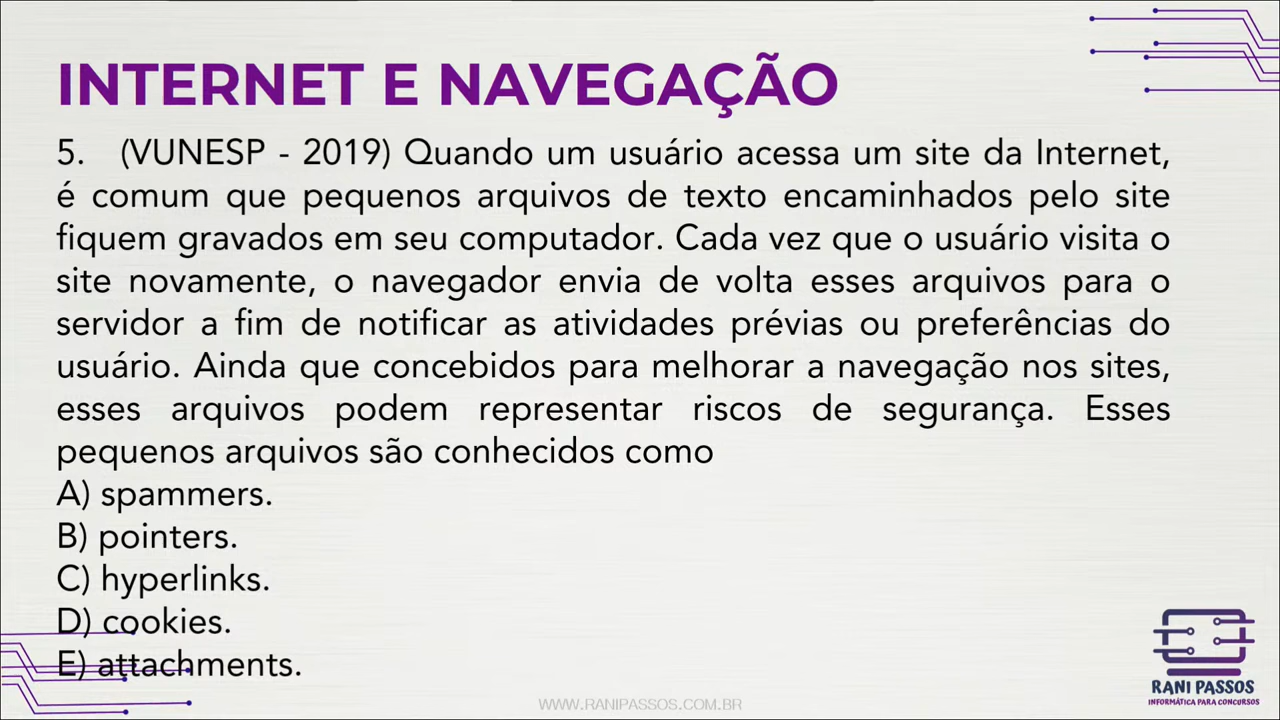 INTERNET E NAVEGAÇÃO
5. (VUNESP - 2019) Quando um usuário acessa um site da Internet,
é comum que pequenos arquivos de texto encaminhados pelo site
fiquem gravados em seu computador. Cada vez que o usuário visita o
site novamente, o navegador envia de volta esses arquivos para o
servidor a fim de notificar as atividades prévias ou preferências do
usuário. Ainda que concebidos para melhorar a navegação nos sites,
esses arquivos podem representar riscos de segurança. Esses
pequenos arquivos são conhecidos como
A) spammers.
B) pointers.
C) hyperlinks.
D) cookies.
E) attachments.
RANI PASSOS
INFORMÁTICA PARA CONCURSOS
WWW.RANIPASSOS.COM.BR